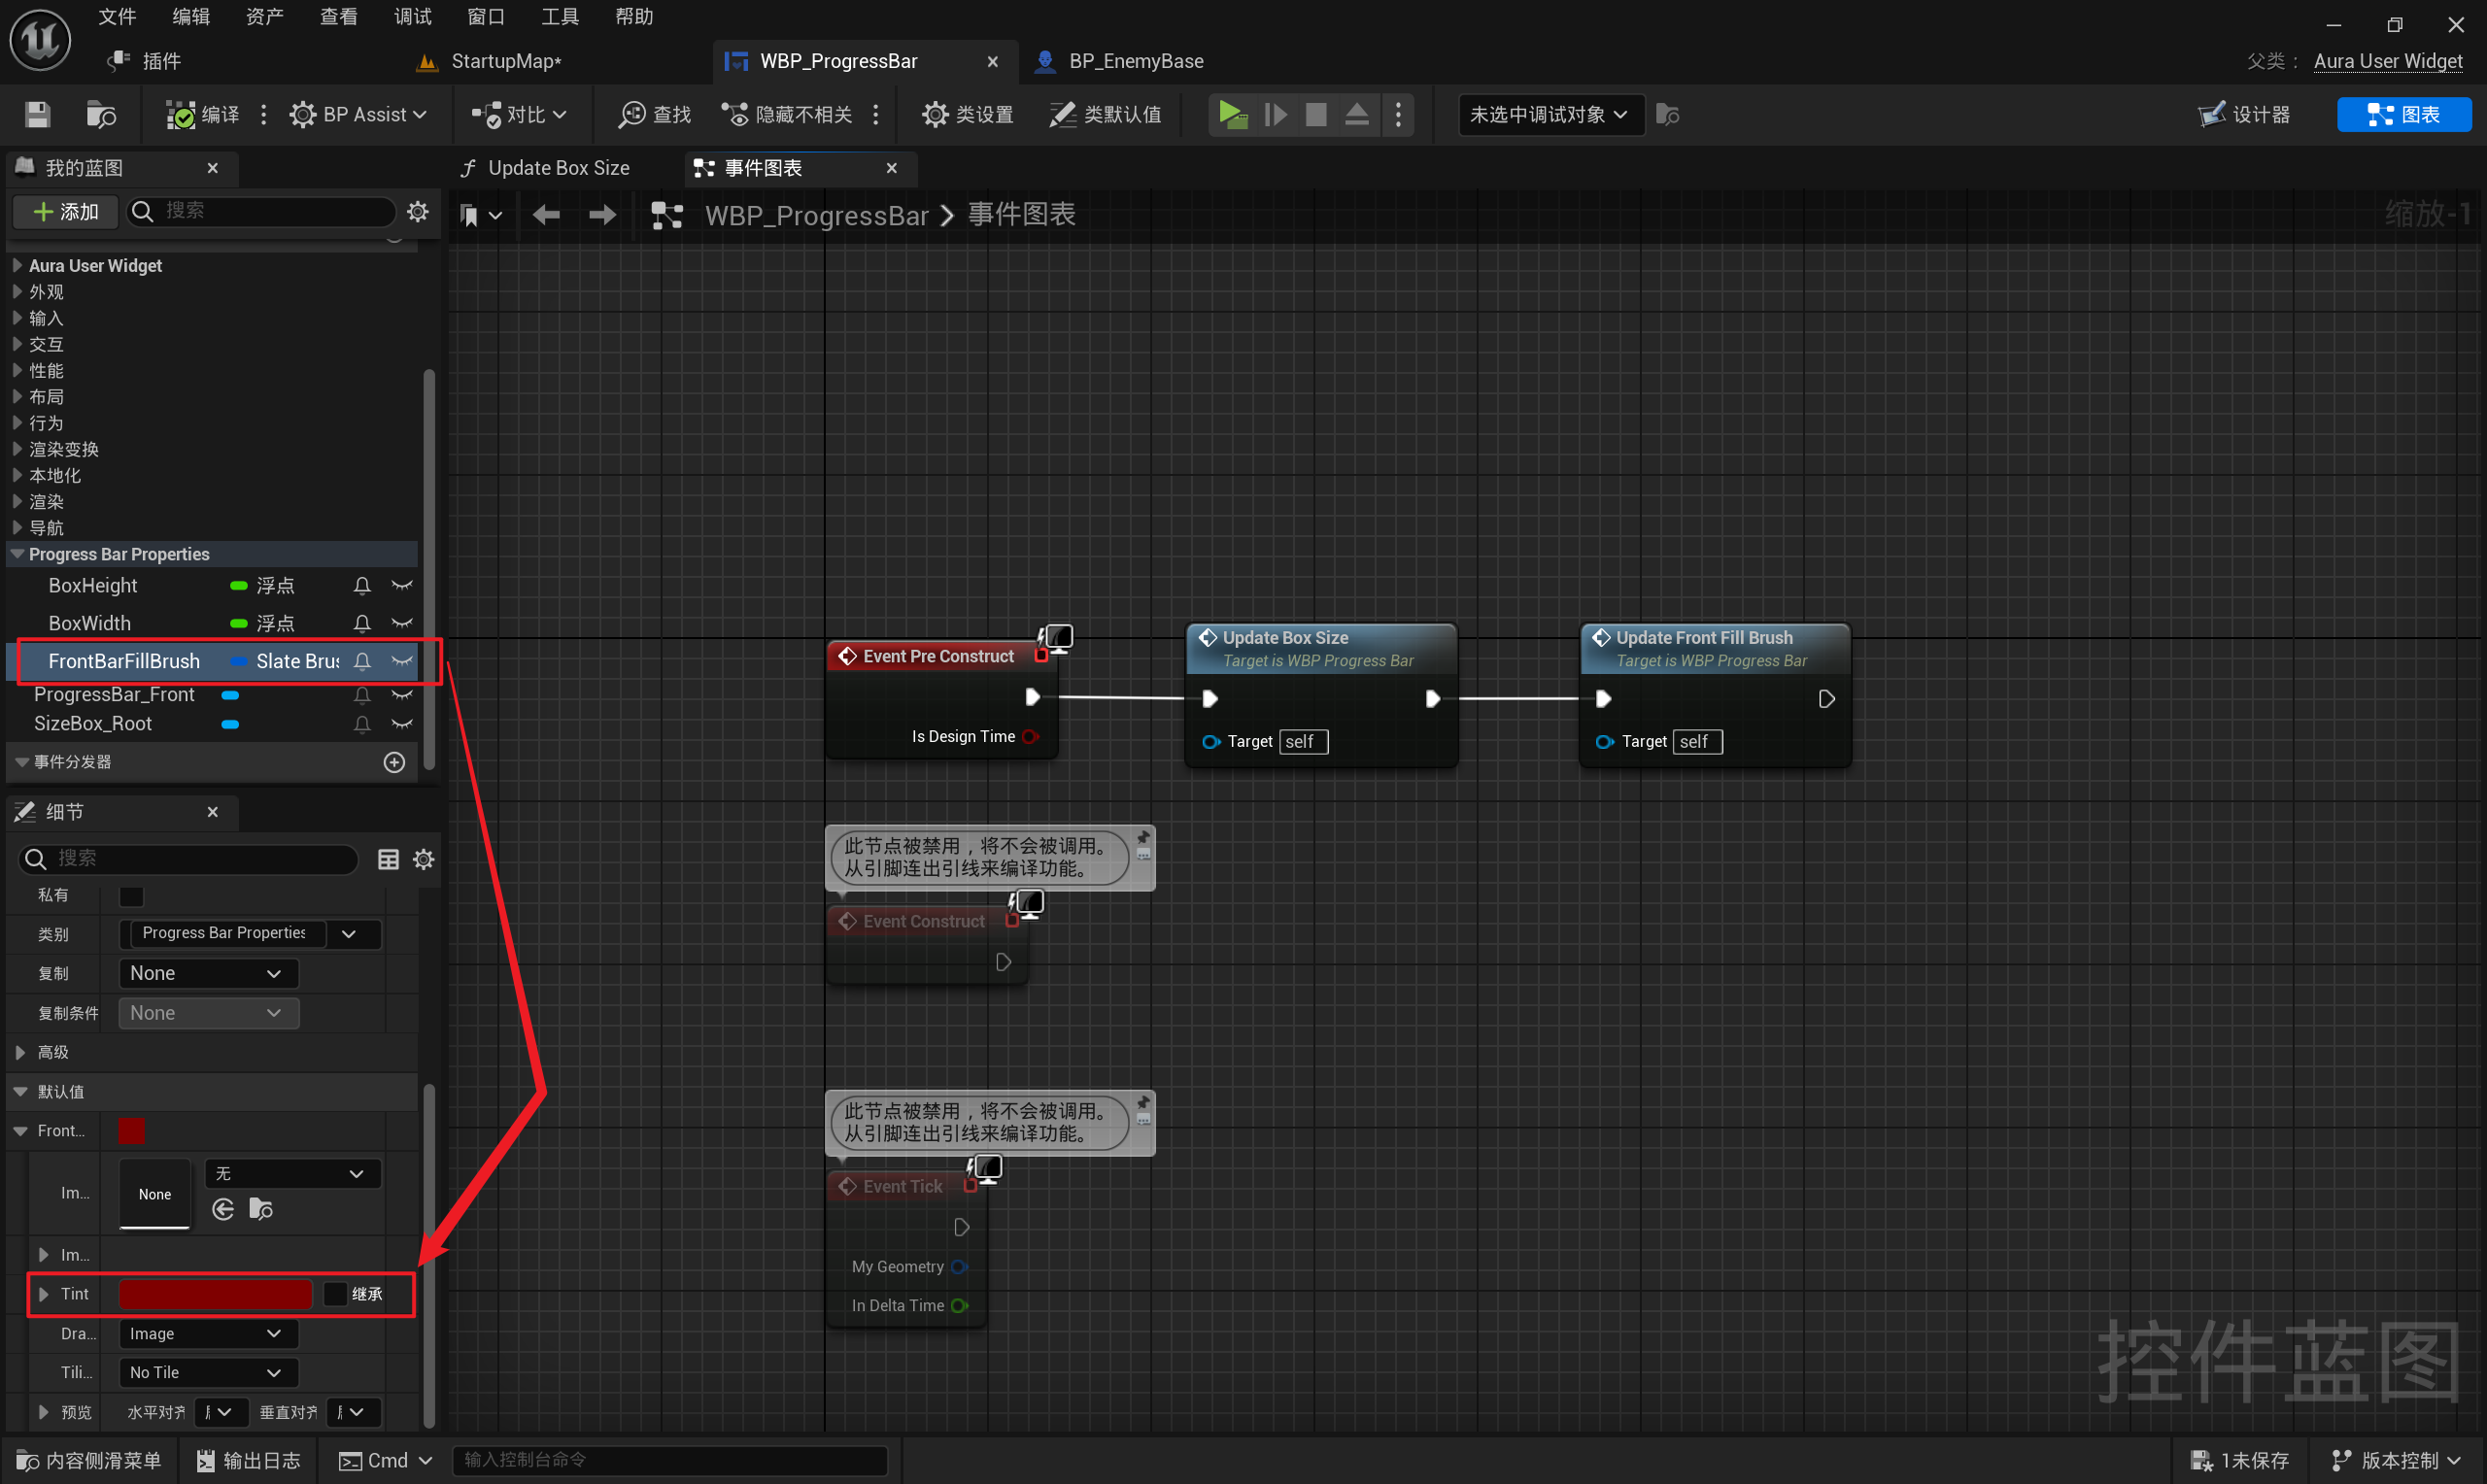 文件 编辑 资产 查看 调试 窗口 工具 帮助
插件 StartupMap* WBP_ProgressBar BP_EnemyBase 父类： Aura User Widget
编译 BP Assist 对比 查找 隐藏不相关 类设置 类默认值 未选中调试对象 设计器 图表
我的蓝图
Update Box Size 事件图表
添加 搜索
WBP_ProgressBar 事件图表 缩放-1
Aura User Widget
外观
输入
交互
性能
布局
行为
渲染变换
本地化
渲染
导航
Progress Bar Properties
BoxHeight 浮点
BoxWidth 浮点
FrontBarFillBrush Slate Brus
ProgressBar_Front
SizeBox_Root
事件分发器
细节
搜索
私有
类别 Progress Bar Properties
复制 None
复制条件 None
高级
默认值
Front...
Im... None 无
Im...
Tint 继承
Dra... Image
Tili... No Tile
预览 水平对齐 垂直对齐
Event Pre Construct
Is Design Time
Update Box Size
Target is WBP Progress Bar
Target self
Update Front Fill Brush
Target is WBP Progress Bar
Target self
此节点被禁用，将不会被调用。
从引脚连出引线来编译功能。
Event Construct
此节点被禁用，将不会被调用。
从引脚连出引线来编译功能。
Event Tick
My Geometry
In Delta Time
控件蓝图
内容侧滑菜单 输出日志 Cmd 输入控制台命令 1未保存 版本控制